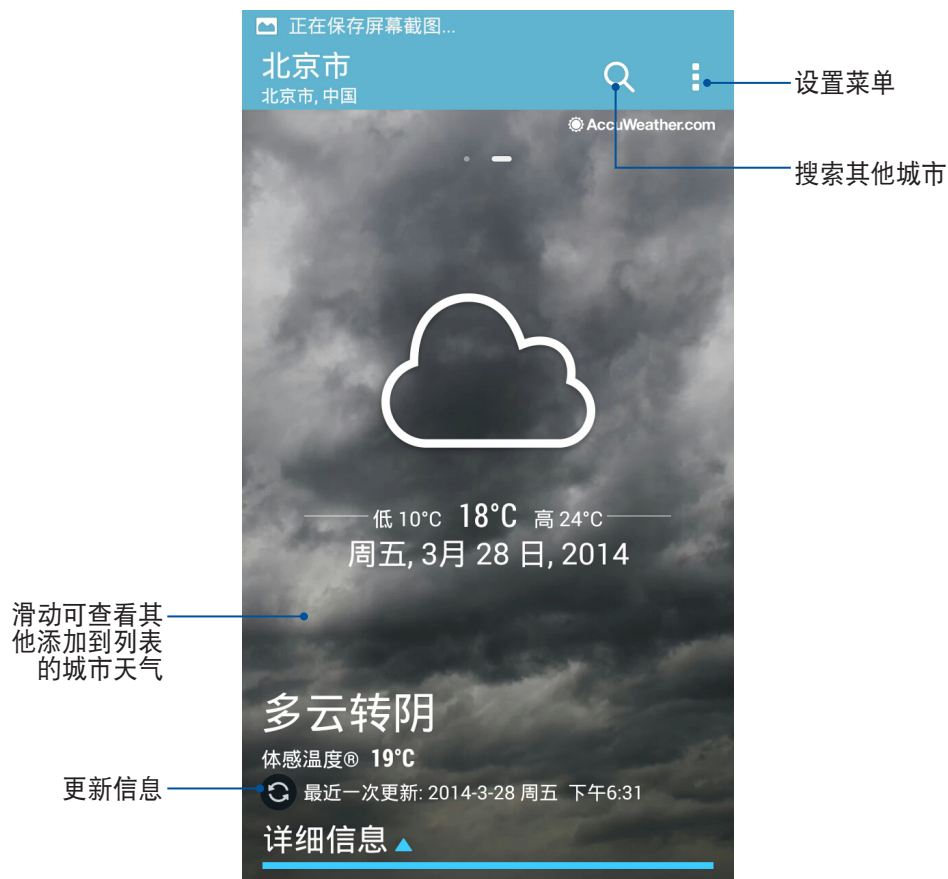 正在保存屏幕截图...
北京市
北京市, 中国
设置菜单
AccuWeather.com
搜索其他城市
低 10°C 18°C 高 24°C
周五, 3月 28 日, 2014
滑动可查看其
他添加到列表
的城市天气
多云转阴
体感温度® 19°C
更新信息
最近一次更新: 2014-3-28 周五 下午6:31
详细信息